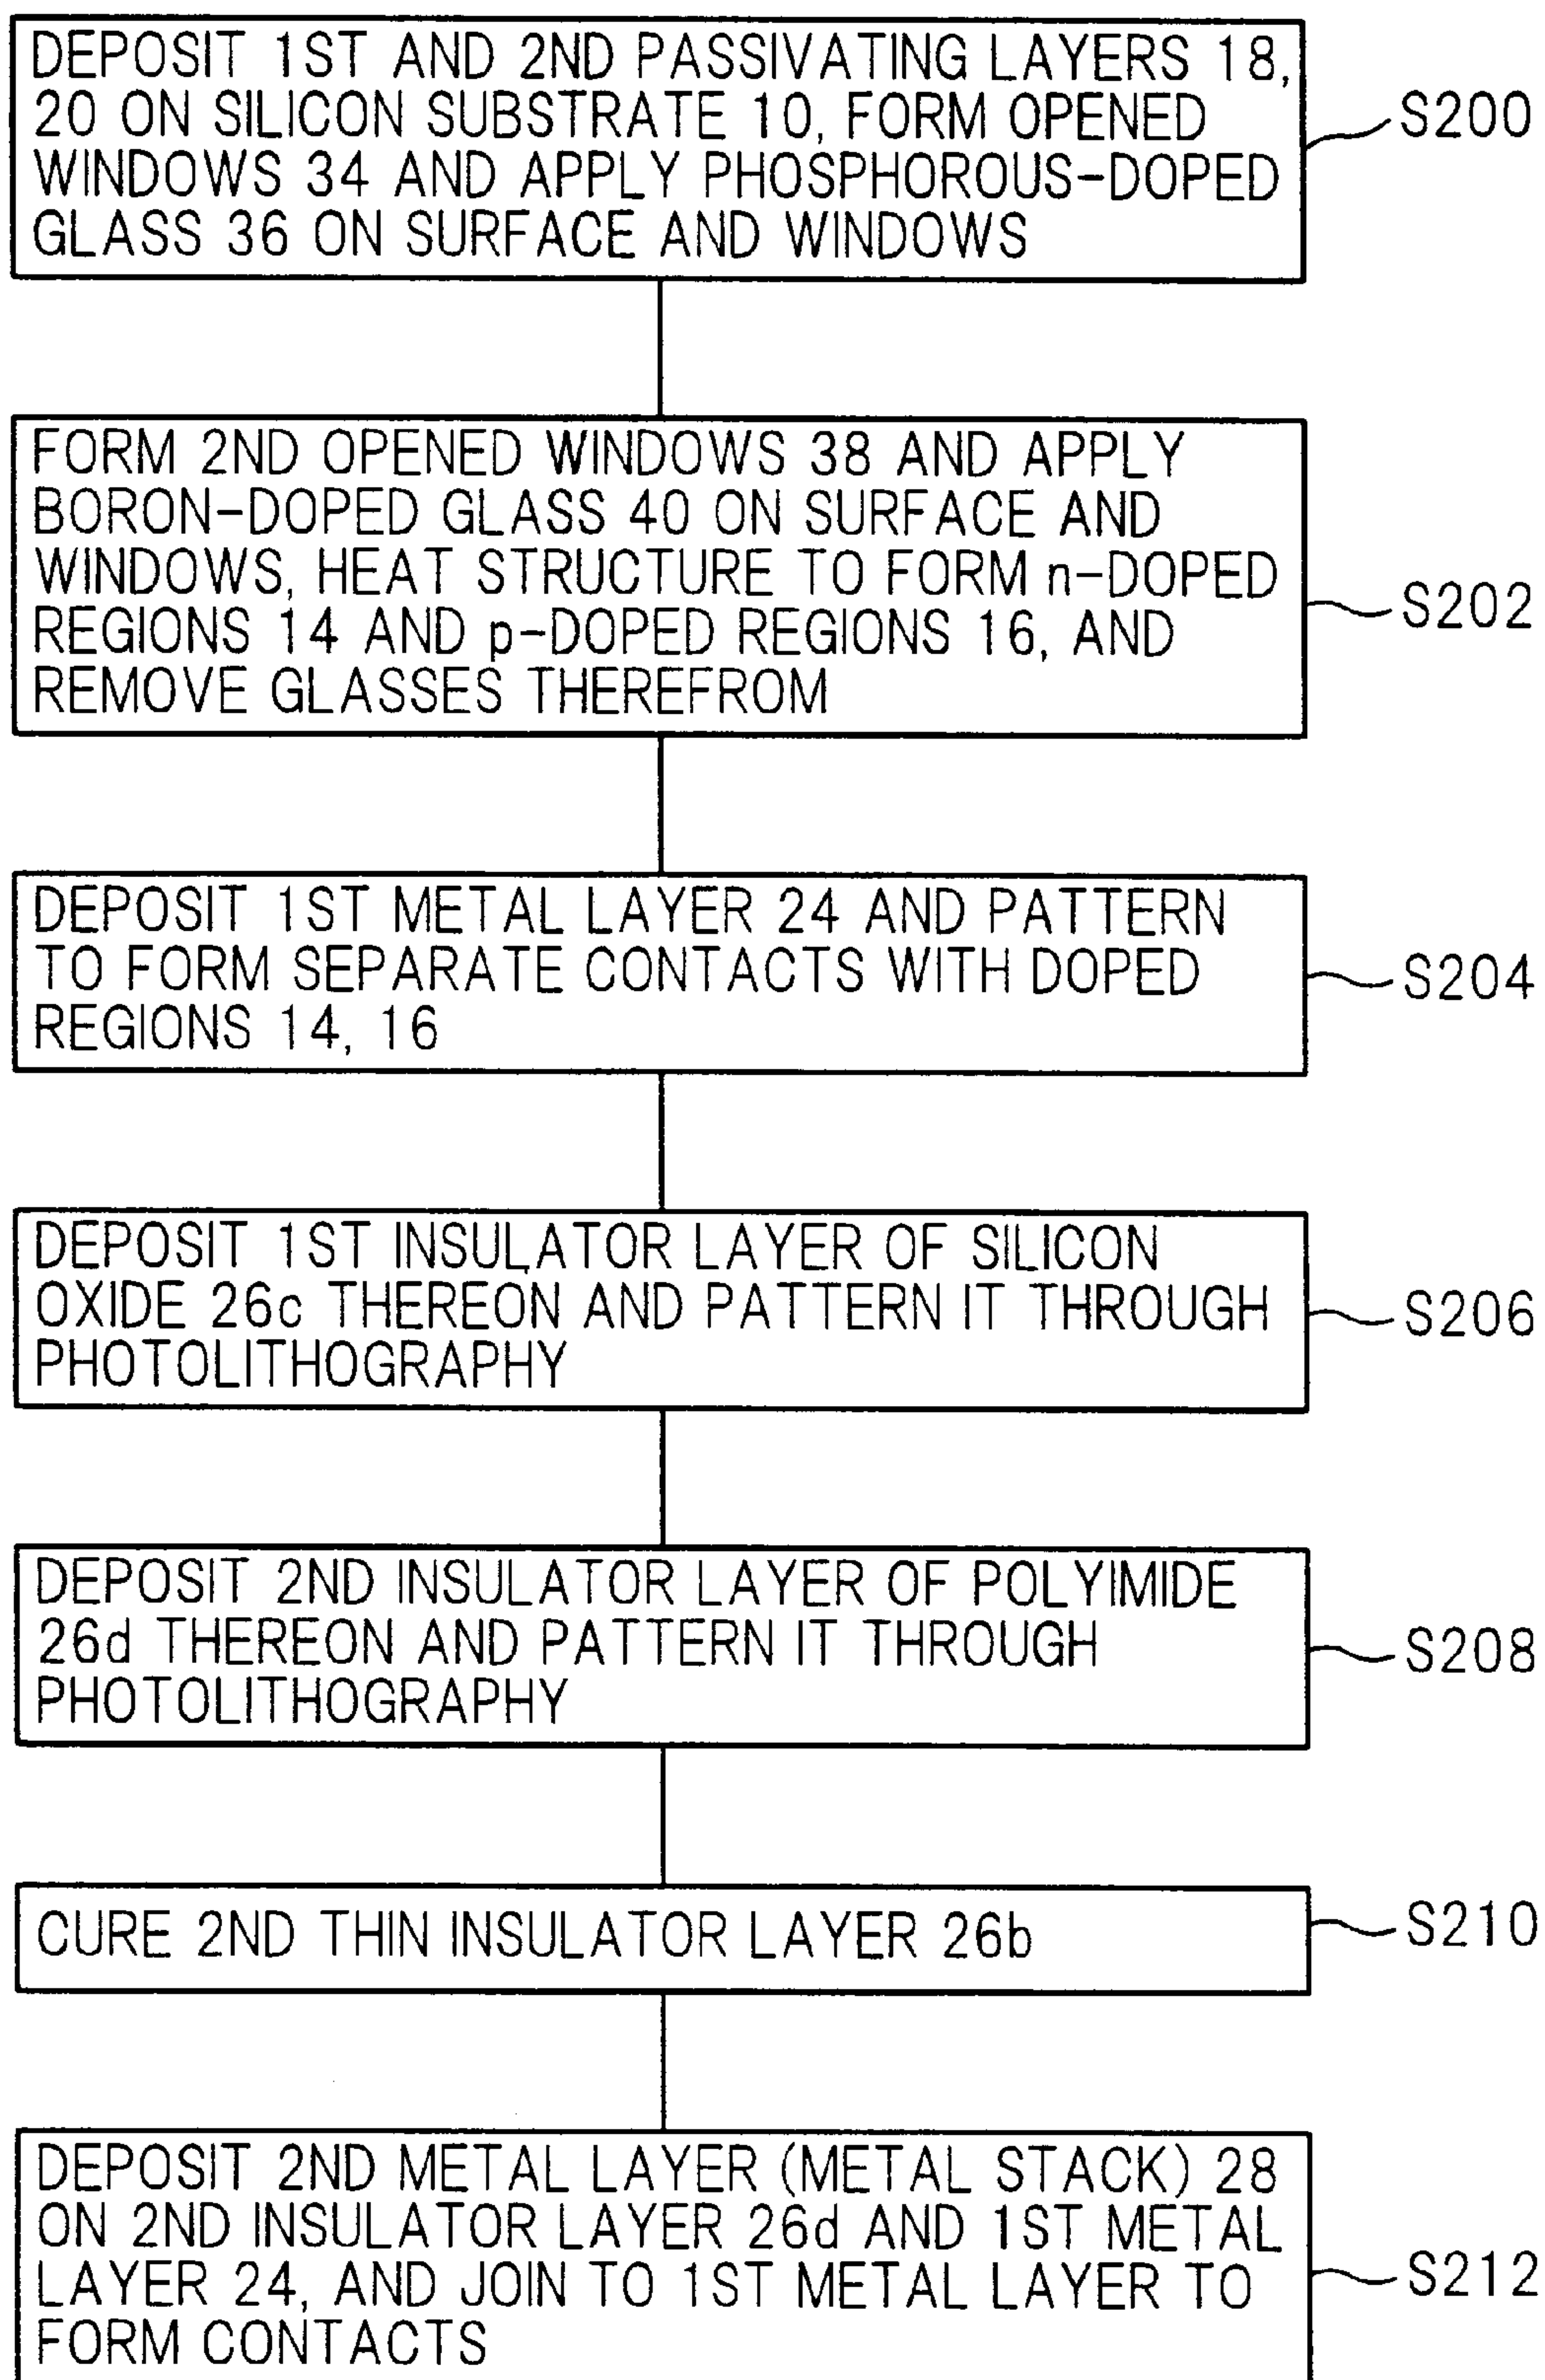 DEPOSIT 1ST AND 2ND PASSIVATING LAYERS 18,
20 ON SILICON SUBSTRATE 10, FORM OPENED
WINDOWS 34 AND APPLY PHOSPHOROUS-DOPED
GLASS 36 ON SURFACE AND WINDOWS
S200
FORM 2ND OPENED WINDOWS 38 AND APPLY
BORON-DOPED GLASS 40 ON SURFACE AND
WINDOWS, HEAT STRUCTURE TO FORM n-DOPED
REGIONS 14 AND p-DOPED REGIONS 16, AND
REMOVE GLASSES THEREFROM
S202
DEPOSIT 1ST METAL LAYER 24 AND PATTERN
TO FORM SEPARATE CONTACTS WITH DOPED
REGIONS 14, 16
S204
DEPOSIT 1ST INSULATOR LAYER OF SILICON
OXIDE 26c THEREON AND PATTERN IT THROUGH
PHOTOLITHOGRAPHY
S206
DEPOSIT 2ND INSULATOR LAYER OF POLYIMIDE
26d THEREON AND PATTERN IT THROUGH
PHOTOLITHOGRAPHY
S208
CURE 2ND THIN INSULATOR LAYER 26b
S210
DEPOSIT 2ND METAL LAYER (METAL STACK) 28
ON 2ND INSULATOR LAYER 26d AND 1ST METAL
LAYER 24, AND JOIN TO 1ST METAL LAYER TO
FORM CONTACTS
S212